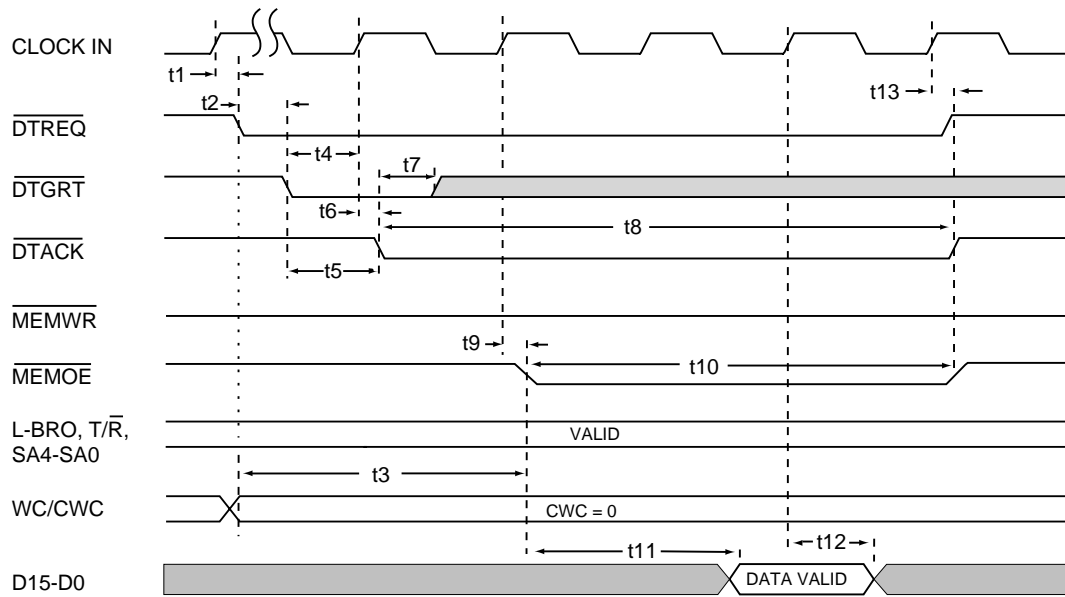 CLOCK IN
t1
t2
DTREQ
t4
t7
DTGRT
t6
t8
DTACK
t5
t13
MEMWR
t9
MEMOE
t10
L-BRO, T/R̅,
SA4-SA0
VALID
t3
WC/CWC
CWC = 0
t11
t12
D15-D0
DATA VALID